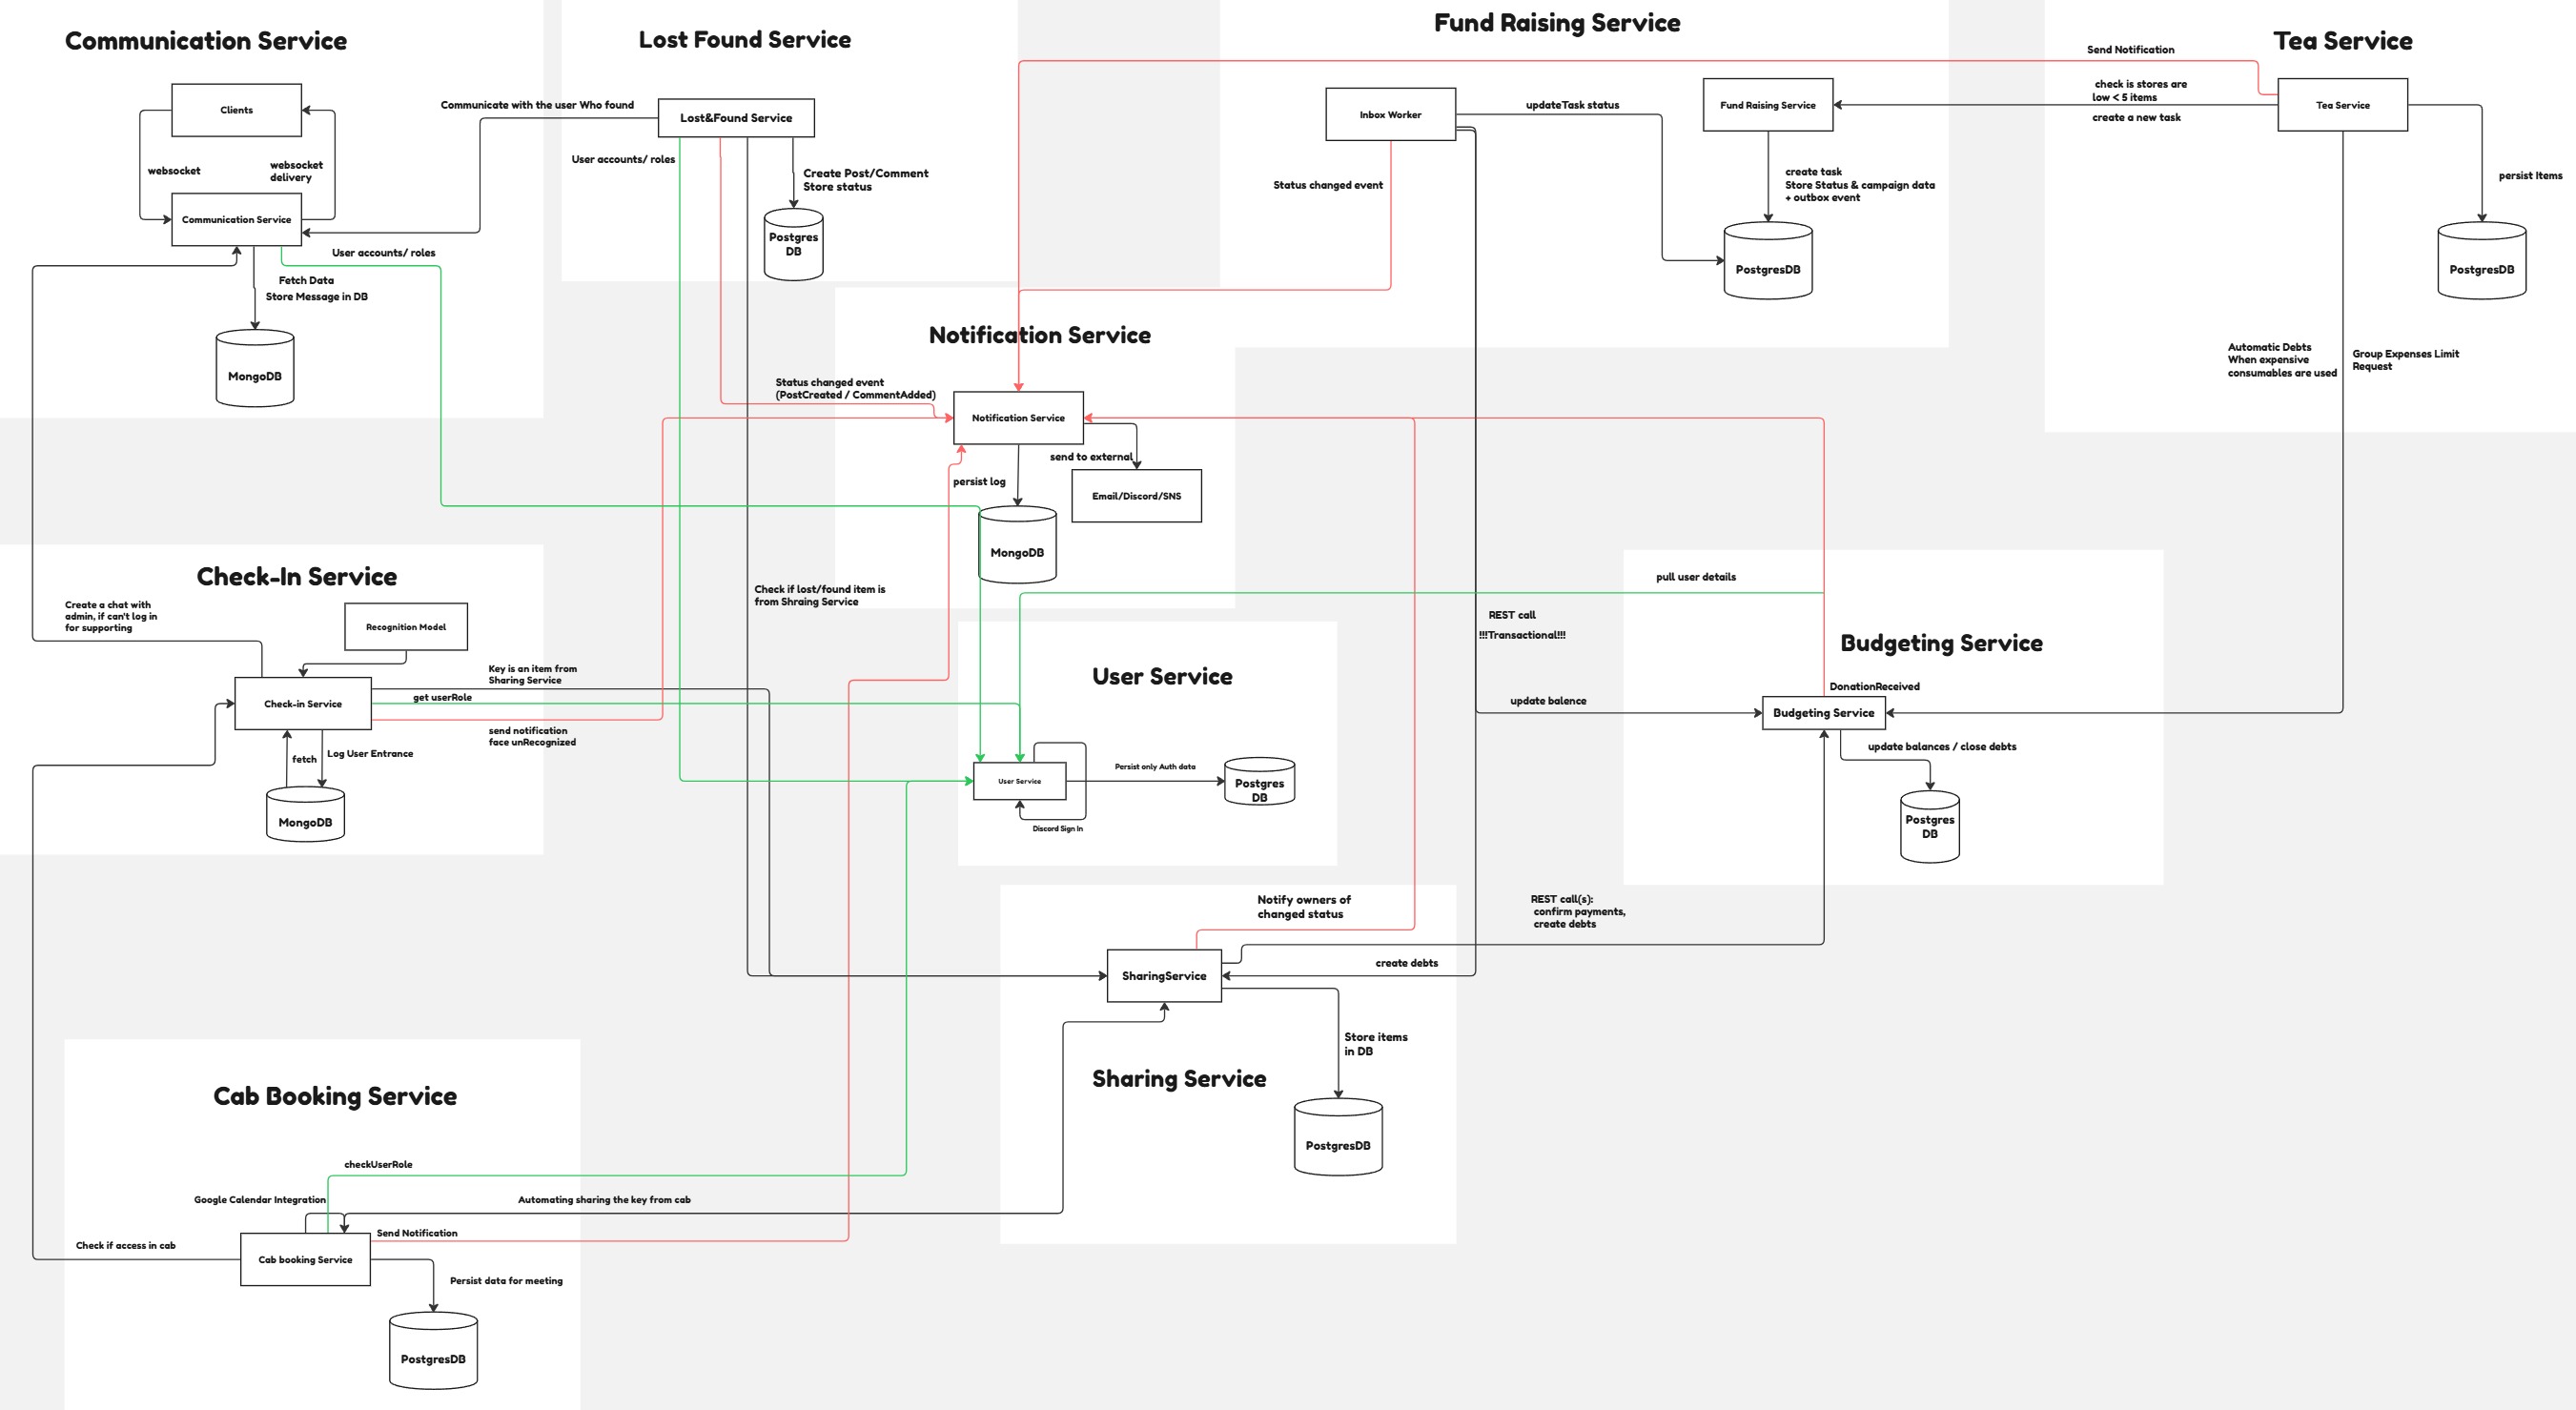 Communication Service
Clients
websocket
websocket
delivery
Communication Service
User accounts/ roles
Fetch Data
Store Message in DB
MongoDB
Lost Found Service
Communicate with the user Who found
Lost&Found Service
User accounts/ roles
Create Post/Comment
Store status
Postgres
DB
Fund Raising Service
Inbox Worker
updateTask status
Fund Raising Service
Status changed event
create task
Store Status & campaign data
+ outbox event
PostgresDB
Tea Service
Send Notification
check is stores are
low < 5 items
create a new task
Tea Service
persist Items
PostgresDB
Automatic Debts
When expensive
consumables are used
Group Expenses Limit
Request
Notification Service
Status changed event
(PostCreated / CommentAdded)
Notification Service
send to external
persist log
Email/Discord/SNS
MongoDB
Check if lost/found item is
from Shraing Service
Check-In Service
Create a chat with
admin, if can't log in
for supporting
Recognition Model
Key is an item from
Sharing Service
Check-in Service
get userRole
send notification
face unRecognized
fetch
Log User Entrance
MongoDB
User Service
User Service
Persist only Auth data
Postgres
DB
Discord Sign In
pull user details
REST call
!!!Transactional!!!
update balence
Budgeting Service
DonationReceived
Budgeting Service
update balances / close debts
Postgres
DB
Notify owners of
changed status
REST call(s):
confirm payments,
create debts
SharingService
create debts
Store items
in DB
Sharing Service
PostgresDB
Cab Booking Service
checkUserRole
Google Calendar Integration
Automating sharing the key from cab
Send Notification
Check if access in cab
Cab booking Service
Persist data for meeting
PostgresDB